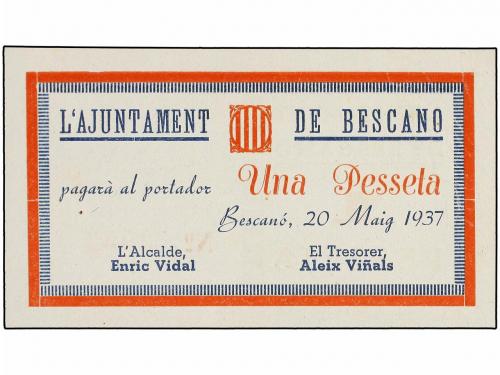 L'AJUNTAMENT DE BESCANO
pagarà al portador Una Pesseta
Bescanó, 20 Maig 1937
L'Alcalde, El Tresorer,
Enric Vidal Aleix Viñals